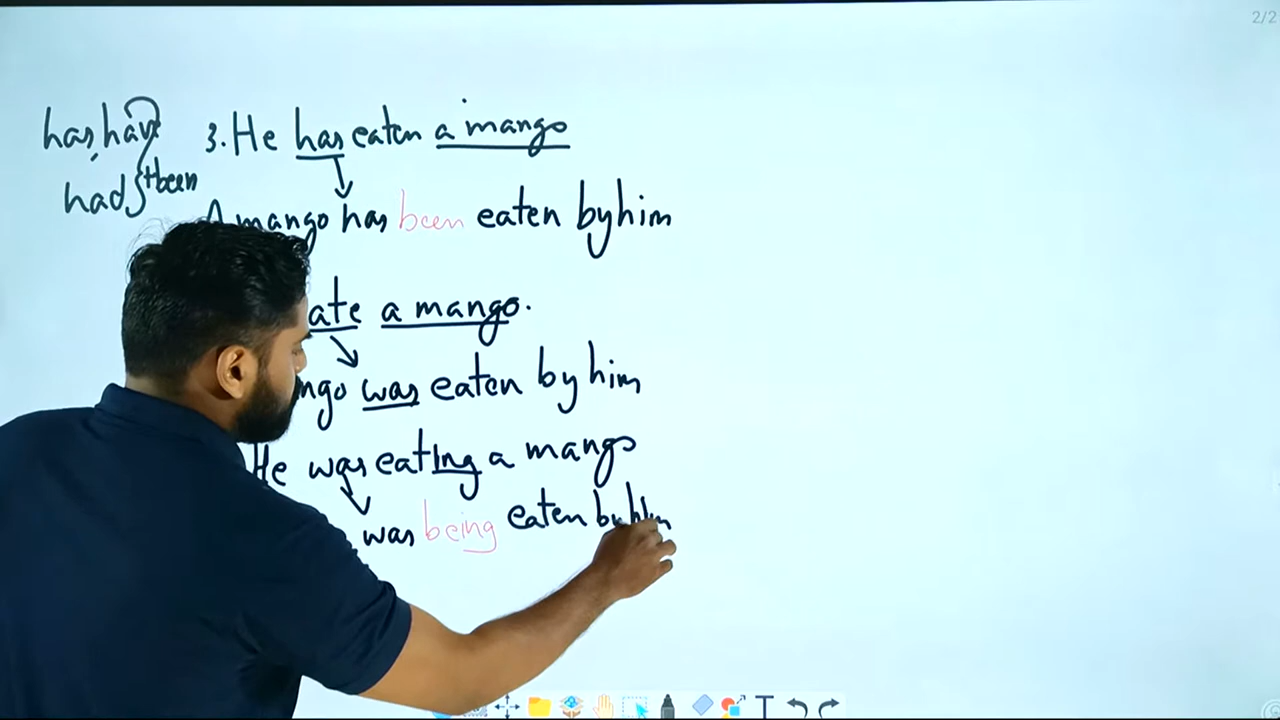 2/2
has, have
had } + been
3. He has eaten a mango
A mango has been eaten by him
ate a mango.
ngo was eaten by him
He was eating a mango
was being eaten by him
T